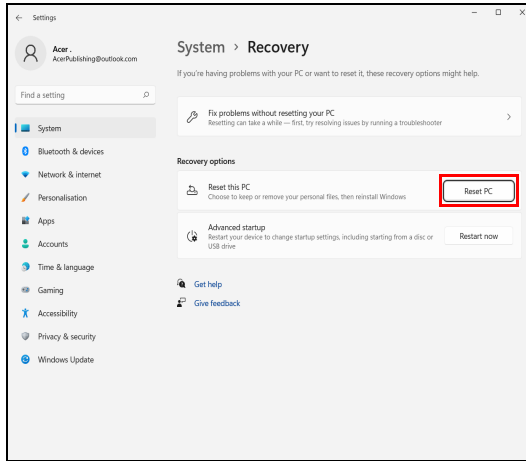 Settings
Acer .
AcerPublishing@outlook.com
Find a setting
System
Bluetooth & devices
Network & internet
Personalisation
Apps
Accounts
Time & language
Gaming
Accessibility
Privacy & security
Windows Update
System > Recovery
If you're having problems with your PC or want to reset it, these recovery options might help.
Fix problems without resetting your PC
Resetting can take a while — first, try resolving issues by running a troubleshooter
Recovery options
Reset this PC
Choose to keep or remove your personal files, then reinstall Windows
Reset PC
Advanced startup
Restart your device to change startup settings, including starting from a disc or
USB drive
Restart now
Get help
Give feedback